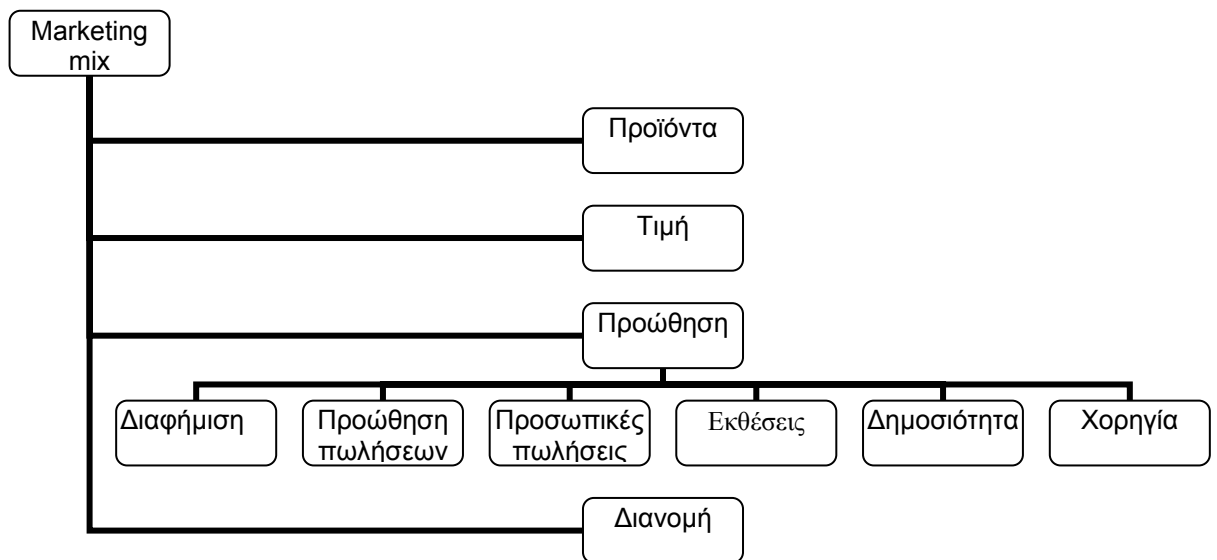 Marketing
mix
Προϊόντα
Τιμή
Προώθηση
Διαφήμιση
Προώθηση
πωλήσεων
Προσωπικές
πωλήσεις
Εκθέσεις
Δημοσιότητα
Χορηγία
Διανομή